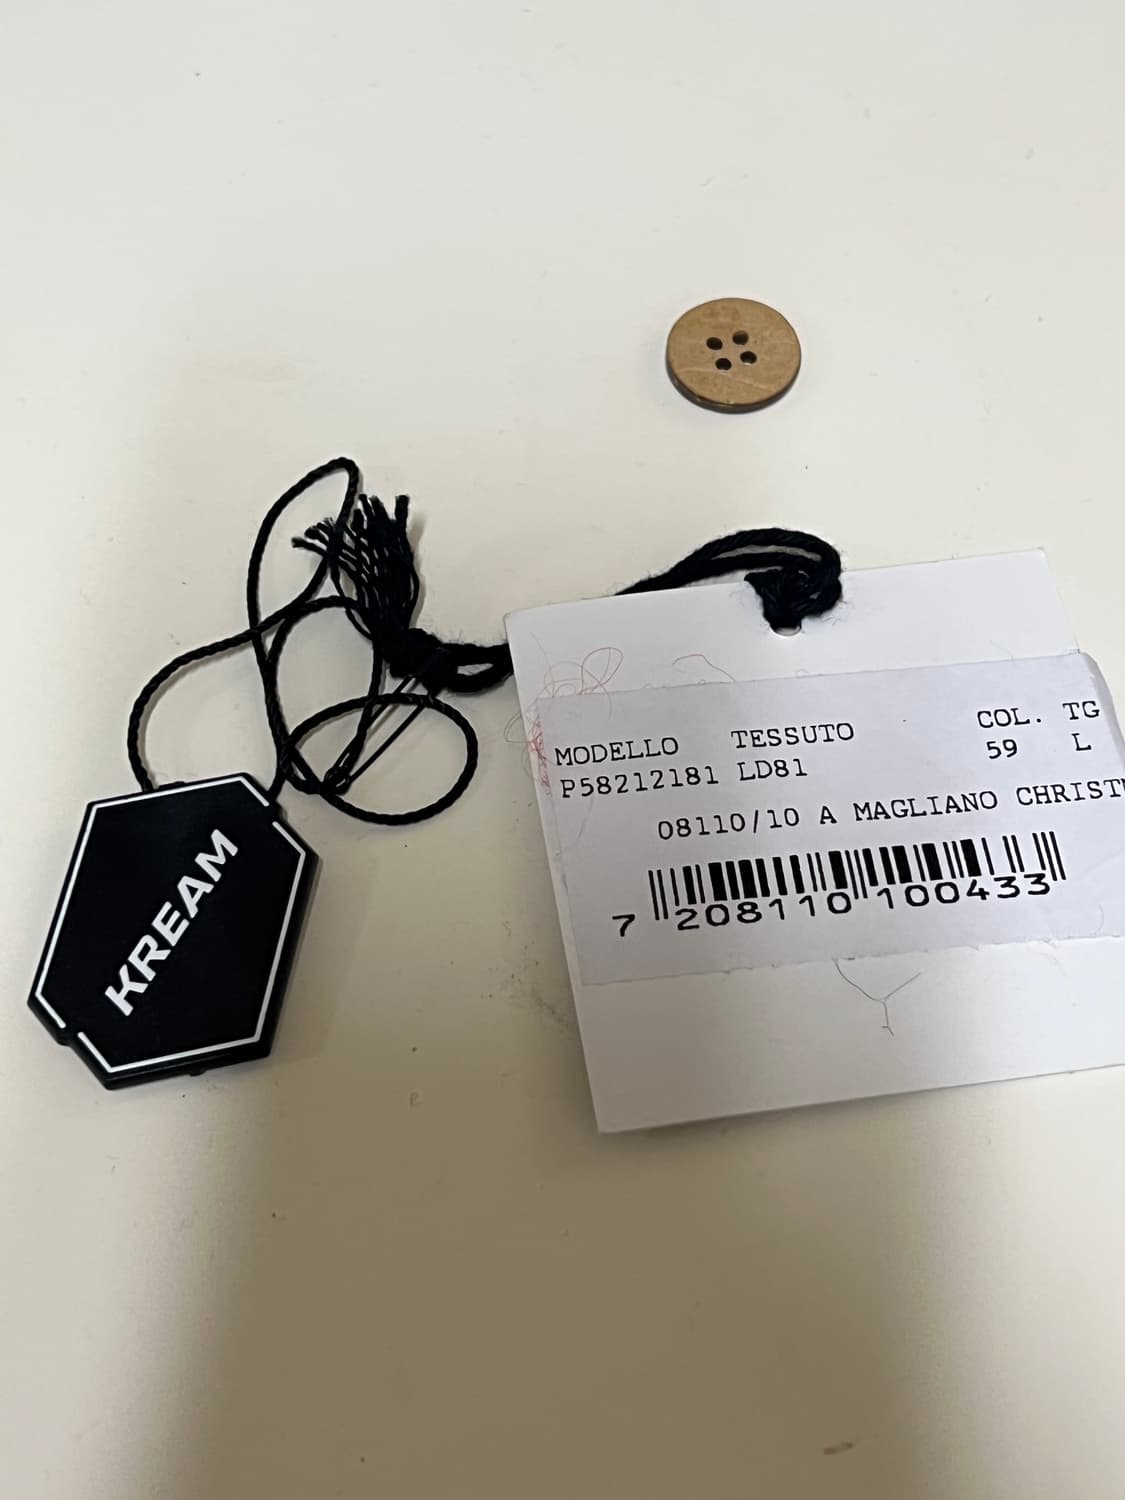 KREAM
MODELLO TESSUTO COL. TG
P58212181 LD81 59 L
08110/10 A MAGLIANO
7 208110 100433